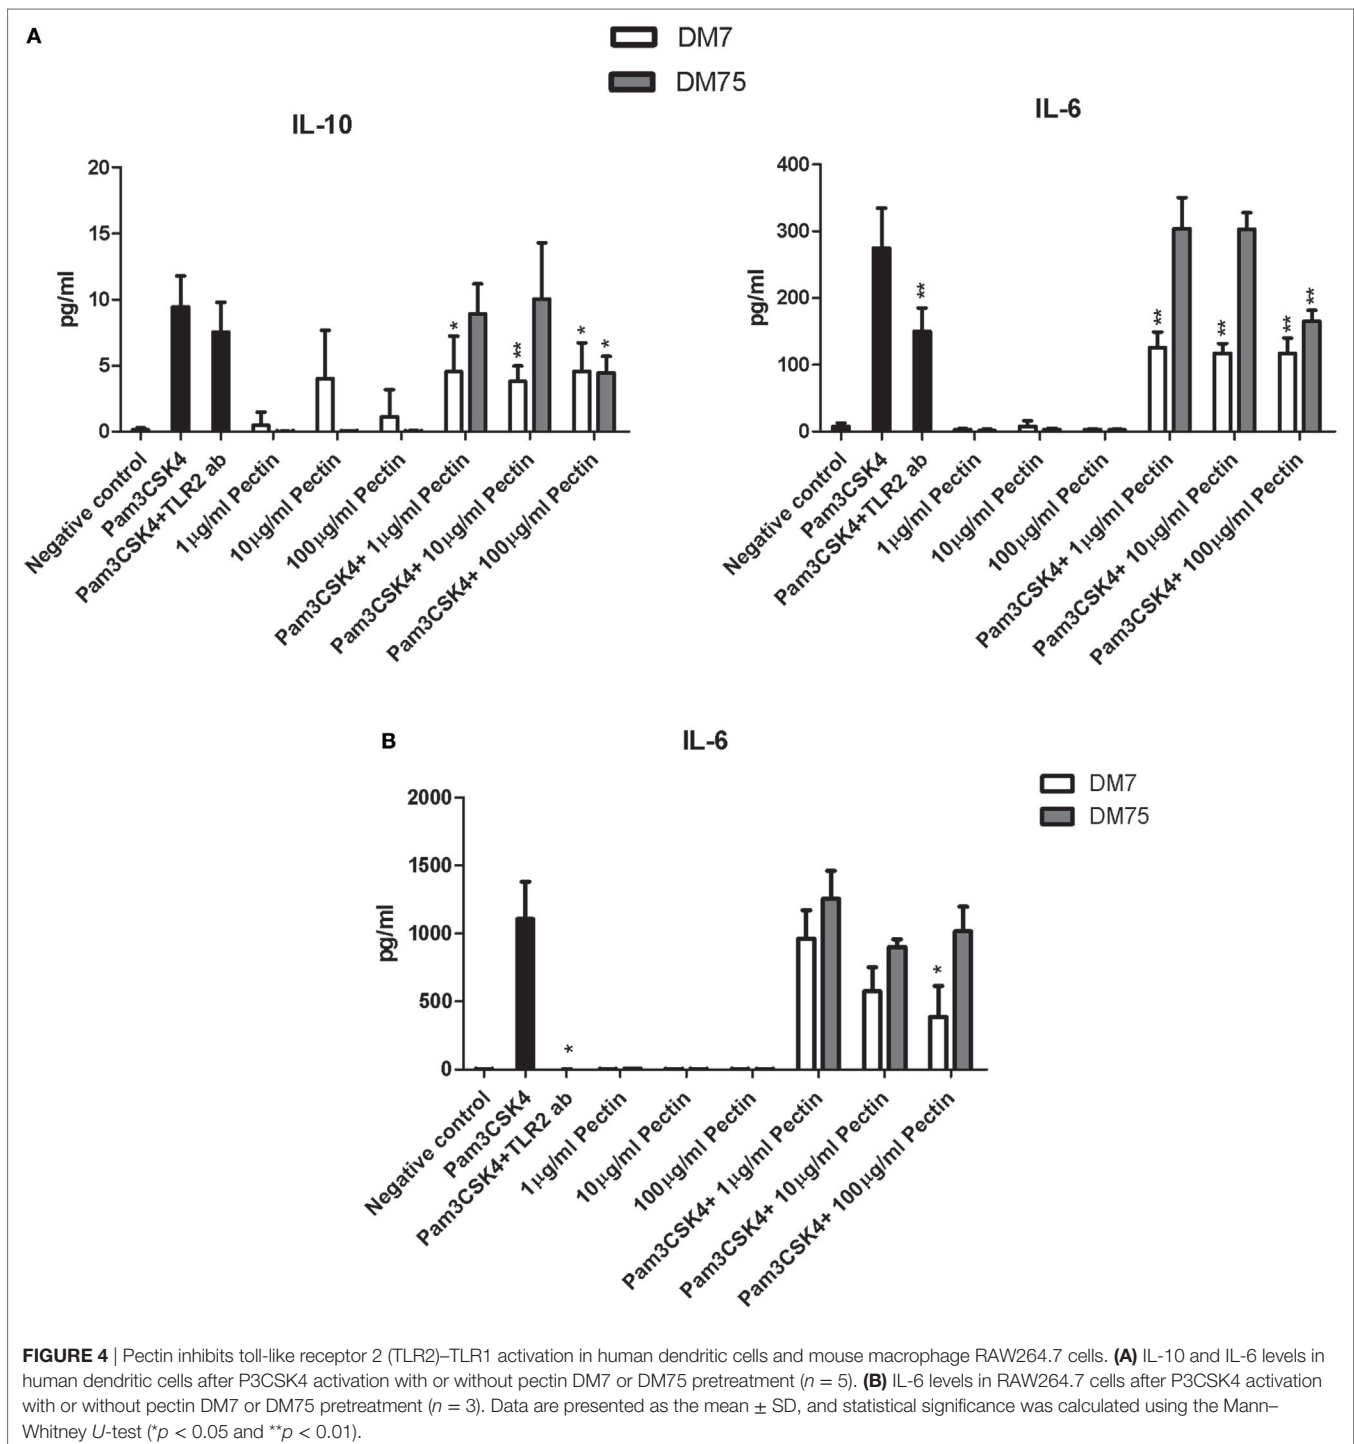 A
DM7
DM75
IL-10
pg/ml
20
15
10
5
0
**
*
*
*
Negative control
Pam3CSK4
Pam3CSK4+TLR2 ab
1µg/ml Pectin
10µg/ml Pectin
100µg/ml Pectin
Pam3CSK4+ 1µg/ml Pectin
Pam3CSK4+ 10µg/ml Pectin
Pam3CSK4+ 100µg/ml Pectin
IL-6
pg/ml
400
300
200
100
0
**
**
**
**
**
Negative control
Pam3CSK4
Pam3CSK4+TLR2 ab
1µg/ml Pectin
10µg/ml Pectin
100µg/ml Pectin
Pam3CSK4+ 1µg/ml Pectin
Pam3CSK4+ 10µg/ml Pectin
Pam3CSK4+ 100µg/ml Pectin
B
IL-6
DM7
DM75
pg/ml
2000
1500
1000
500
0
*
*
Negative control
Pam3CSK4
Pam3CSK4+TLR2 ab
1µg/ml Pectin
10µg/ml Pectin
100µg/ml Pectin
Pam3CSK4+ 1µg/ml Pectin
Pam3CSK4+ 10µg/ml Pectin
Pam3CSK4+ 100µg/ml Pectin
FIGURE 4 | Pectin inhibits toll-like receptor 2 (TLR2)–TLR1 activation in human dendritic cells and mouse macrophage RAW264.7 cells. (A) IL-10 and IL-6 levels in
human dendritic cells after P3CSK4 activation with or without pectin DM7 or DM75 pretreatment (n = 5). (B) IL-6 levels in RAW264.7 cells after P3CSK4 activation
with or without pectin DM7 or DM75 pretreatment (n = 3). Data are presented as the mean ± SD, and statistical significance was calculated using the Mann–
Whitney U-test (*p < 0.05 and **p < 0.01).